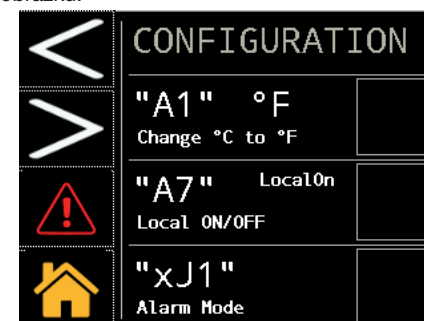 CONFIGURATION
"A1" °F
Change °C to °F
"A7" LocalOn
Local ON/OFF
"xJ1"
Alarm Mode